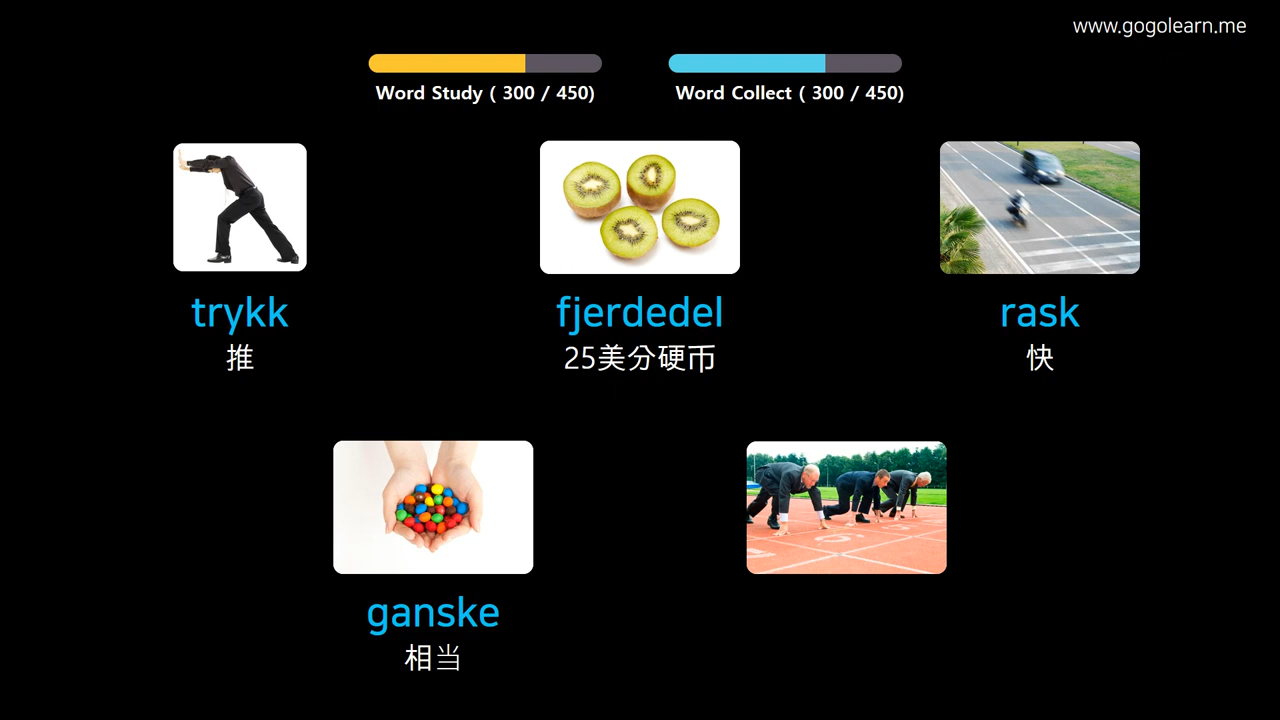 www.gogolearn.me
Word Study ( 300 / 450)
Word Collect ( 300 / 450)
trykk
推
fjerdedel
25美分硬币
rask
快
ganske
相当